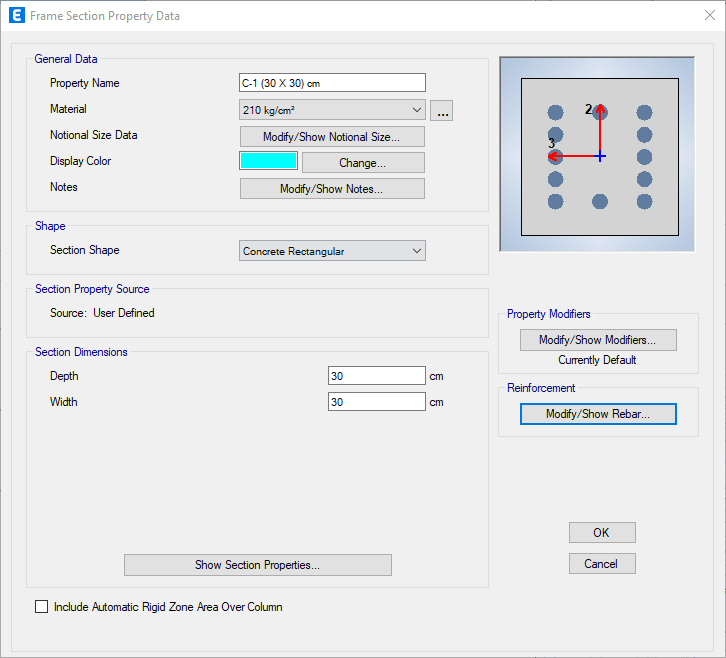 E Frame Section Property Data
General Data
Property Name C-1 (30 X 30) cm
Material 210 kg/cm² ...
Notional Size Data Modify/Show Notional Size...
Display Color Change...
Notes Modify/Show Notes...
2
3
Shape
Section Shape Concrete Rectangular
Section Property Source
Source: User Defined
Section Dimensions
Depth 30 cm
Width 30 cm
Show Section Properties...
Include Automatic Rigid Zone Area Over Column
Property Modifiers
Modify/Show Modifiers...
Currently Default
Reinforcement
Modify/Show Rebar...
OK
Cancel